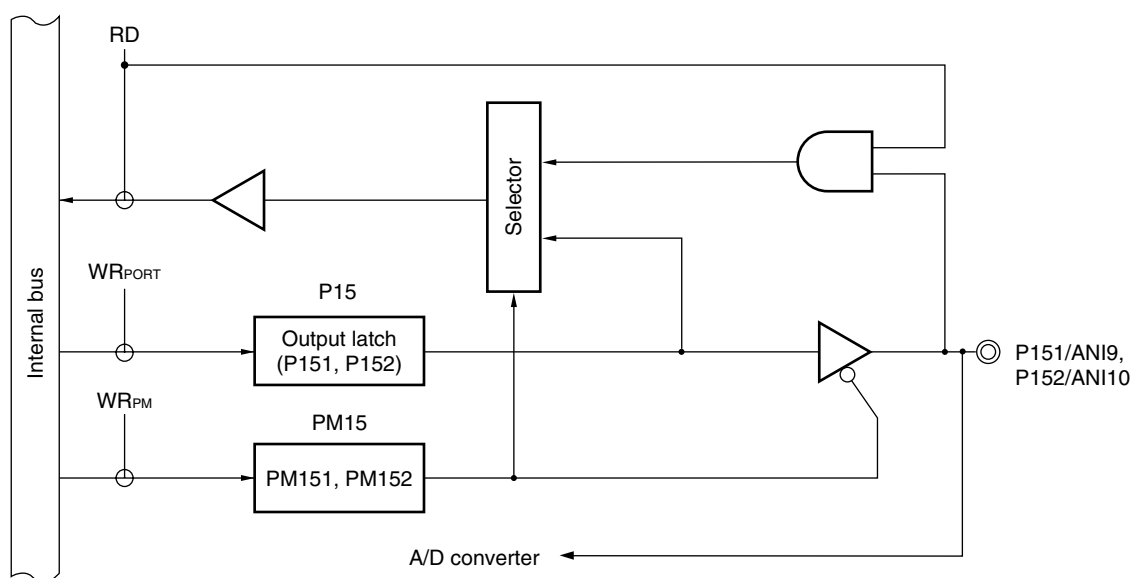 RD
Selector
Internal bus
WRPORT
P15
Output latch
(P151, P152)
P151/ANI9,
P152/ANI10
WRPM
PM15
PM151, PM152
A/D converter